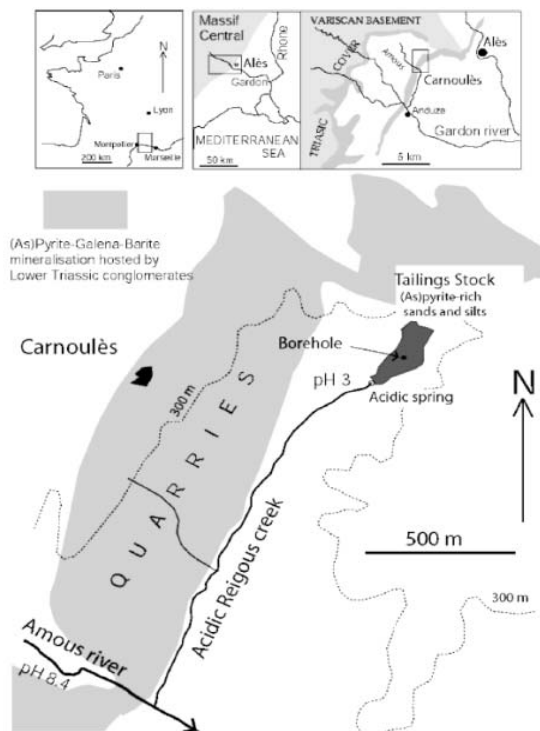 N
Paris
Lyon
Montpellier
Marseille
200 km
Massif
Central
Alès
Gardon
Rhone
MEDITERRANEAN
SEA
50 km
VARISCAN BASEMENT
COVER
Amous
Alès
Carnoulès
Anduze
Gardon river
TRIASIC
5 km
(As)Pyrite-Galena-Barite
mineralisation hosted by
Lower Triassic conglomerates
Tailings Stock
(As)pyrite-rich
sands and silts
Carnoulès
Borehole
pH 3
Acidic spring
N
300 m
QUARRIES
Acidic Reigous creek
500 m
300 m
Amous river
pH 8.4